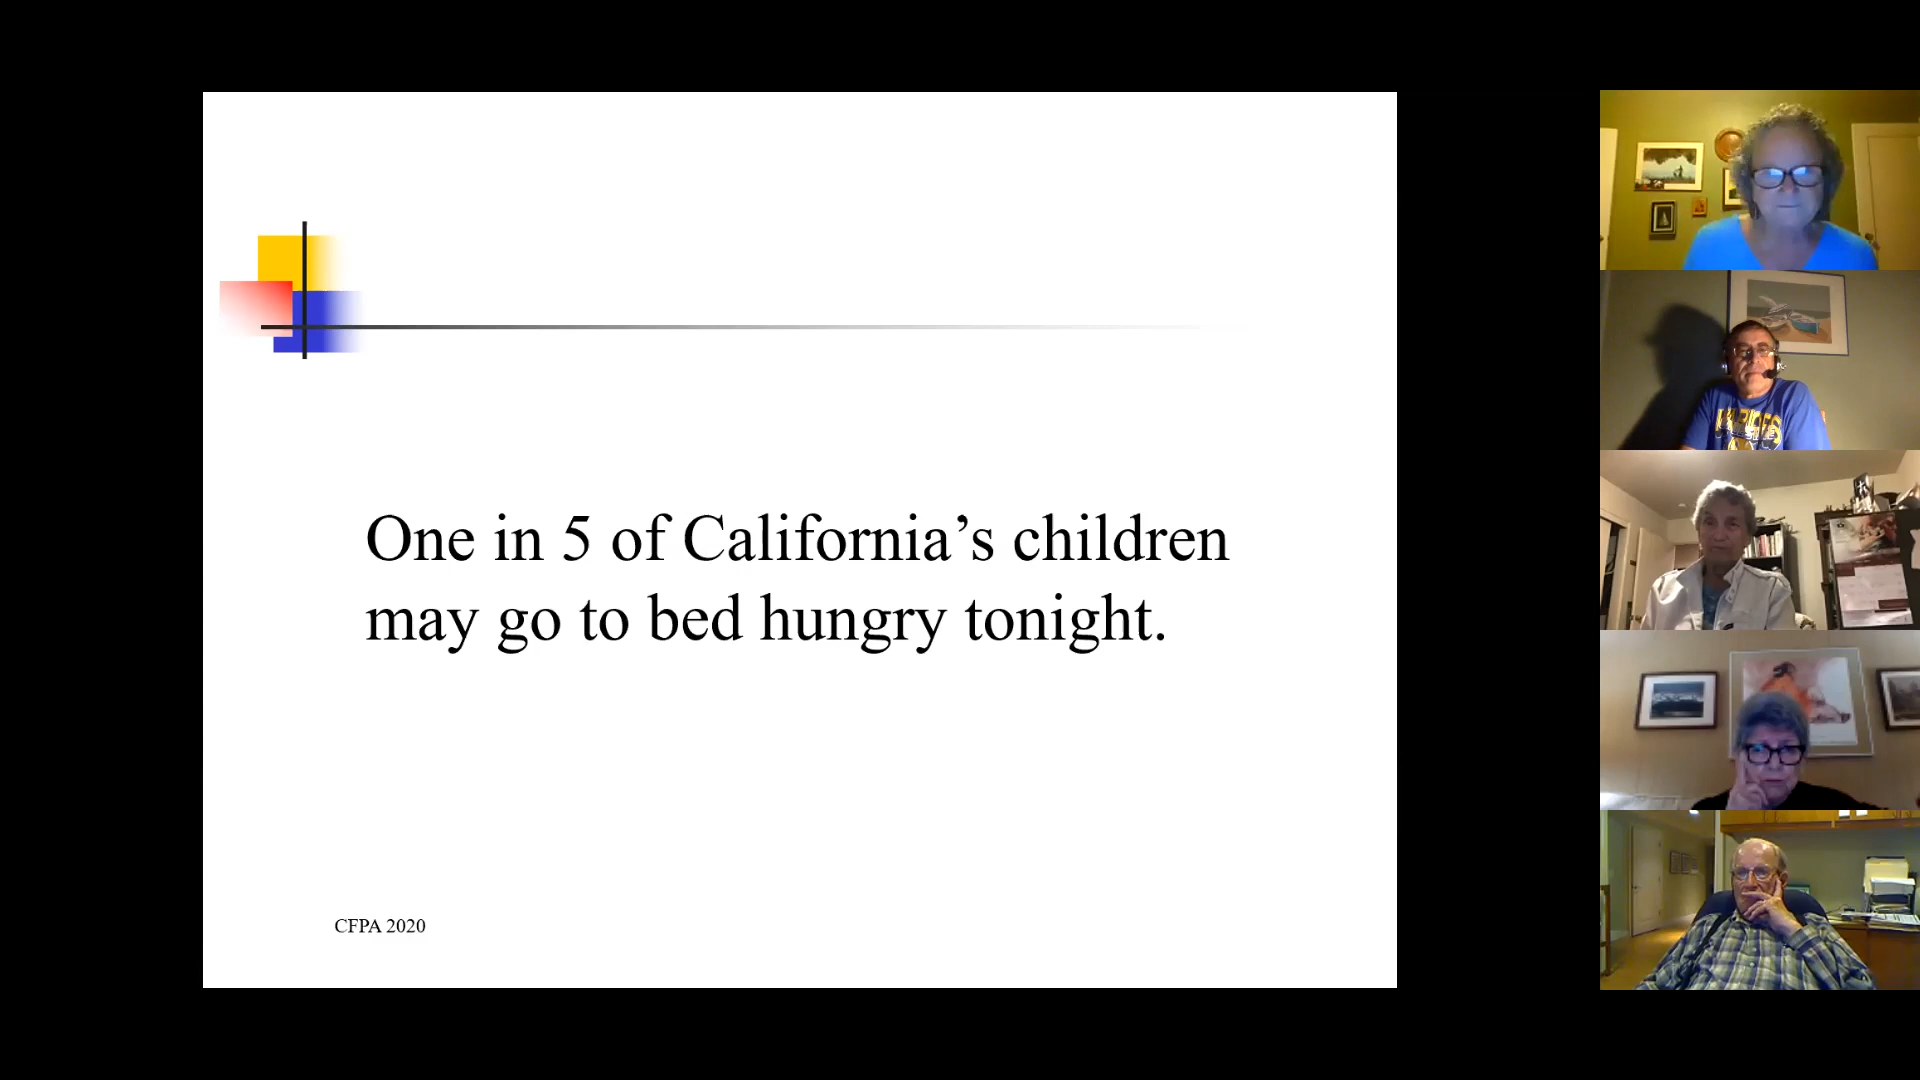 One in 5 of California’s children
may go to bed hungry tonight.
CFPA 2020